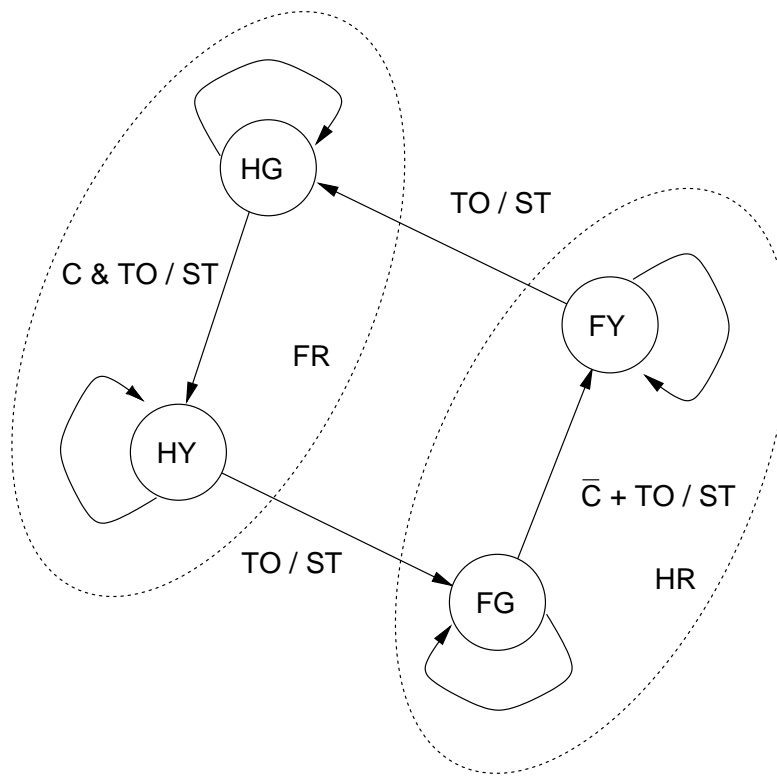 HG
TO / ST
C & TO / ST
FY
FR
HY
C̅ + TO / ST
TO / ST
HR
FG